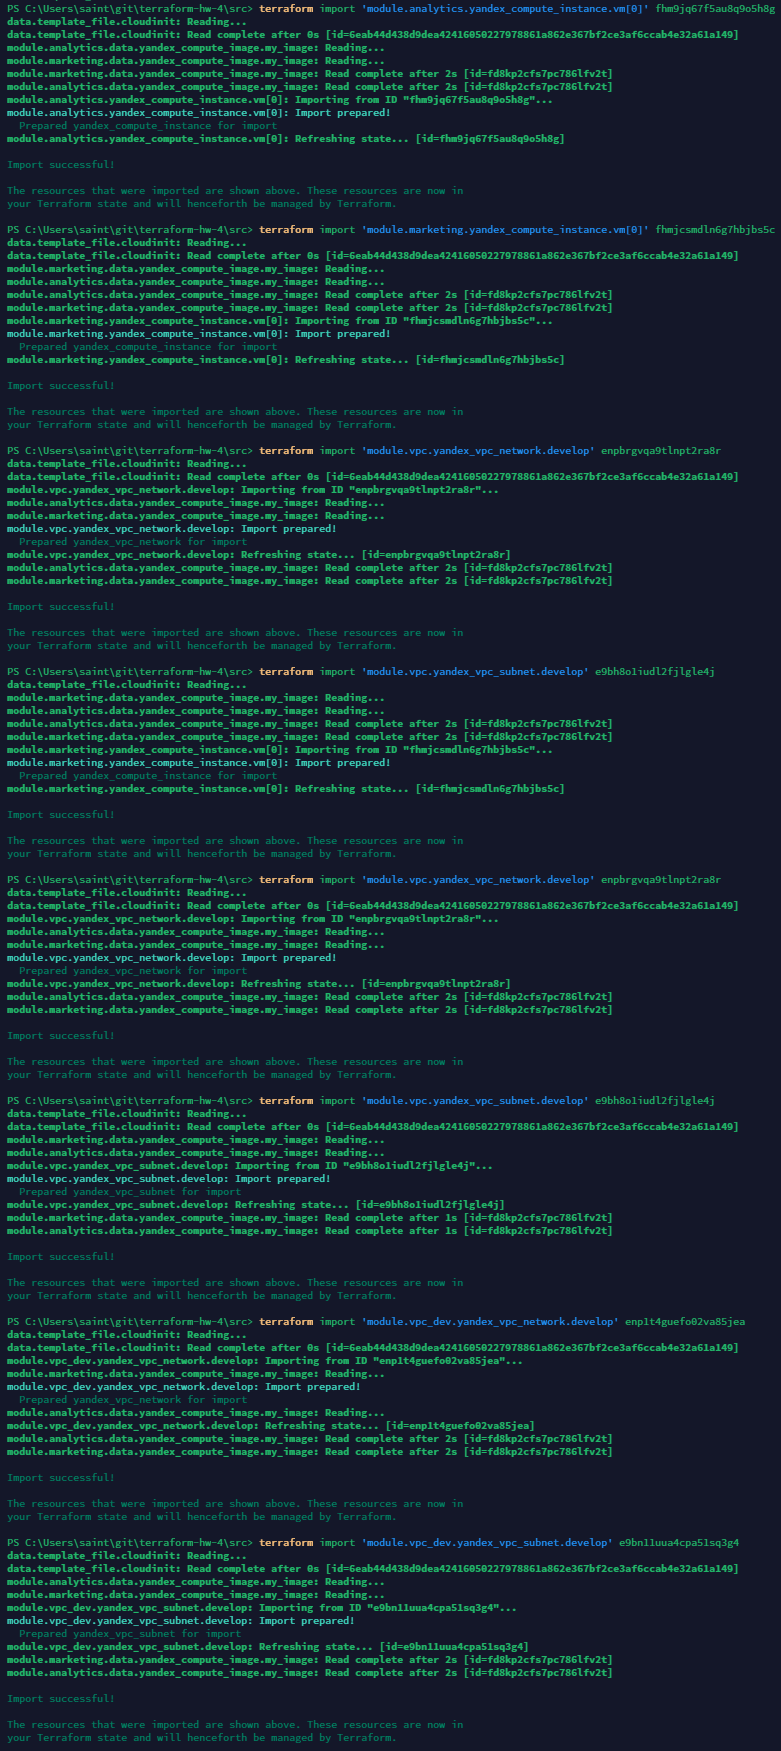 PS C:\Users\saint\git\terraform-hw-4\src> terraform import 'module.analytics.yandex_compute_instance.vm[0]' fhm9jq67f5au8q9o5h8g
data.template_file.cloudinit: Reading...
data.template_file.cloudinit: Read complete after 0s [id=6eab44d438d9dea42416050227978861a862e367bf2ce3af6ccab4e32a61a149]
module.analytics.data.yandex_compute_image.my_image: Reading...
module.marketing.data.yandex_compute_image.my_image: Reading...
module.marketing.data.yandex_compute_image.my_image: Read complete after 2s [id=fd8kp2cfs7pc786lfv2t]
module.analytics.data.yandex_compute_image.my_image: Read complete after 2s [id=fd8kp2cfs7pc786lfv2t]
module.analytics.yandex_compute_instance.vm[0]: Importing from ID "fhm9jq67f5au8q9o5h8g"...
module.analytics.yandex_compute_instance.vm[0]: Import prepared!
  Prepared yandex_compute_instance for import
module.analytics.yandex_compute_instance.vm[0]: Refreshing state... [id=fhm9jq67f5au8q9o5h8g]

Import successful!

The resources that were imported are shown above. These resources are now in
your Terraform state and will henceforth be managed by Terraform.

PS C:\Users\saint\git\terraform-hw-4\src> terraform import 'module.marketing.yandex_compute_instance.vm[0]' fhmjcsmdln6g7hbjbs5c
data.template_file.cloudinit: Reading...
data.template_file.cloudinit: Read complete after 0s [id=6eab44d438d9dea42416050227978861a862e367bf2ce3af6ccab4e32a61a149]
module.marketing.data.yandex_compute_image.my_image: Reading...
module.analytics.data.yandex_compute_image.my_image: Reading...
module.analytics.data.yandex_compute_image.my_image: Read complete after 2s [id=fd8kp2cfs7pc786lfv2t]
module.marketing.data.yandex_compute_image.my_image: Read complete after 2s [id=fd8kp2cfs7pc786lfv2t]
module.marketing.yandex_compute_instance.vm[0]: Importing from ID "fhmjcsmdln6g7hbjbs5c"...
module.marketing.yandex_compute_instance.vm[0]: Import prepared!
  Prepared yandex_compute_instance for import
module.marketing.yandex_compute_instance.vm[0]: Refreshing state... [id=fhmjcsmdln6g7hbjbs5c]

Import successful!

The resources that were imported are shown above. These resources are now in
your Terraform state and will henceforth be managed by Terraform.

PS C:\Users\saint\git\terraform-hw-4\src> terraform import 'module.vpc.yandex_vpc_network.develop' enpbrgvqa9tlnpt2ra8r
data.template_file.cloudinit: Reading...
data.template_file.cloudinit: Read complete after 0s [id=6eab44d438d9dea42416050227978861a862e367bf2ce3af6ccab4e32a61a149]
module.vpc.yandex_vpc_network.develop: Importing from ID "enpbrgvqa9tlnpt2ra8r"...
module.analytics.data.yandex_compute_image.my_image: Reading...
module.marketing.data.yandex_compute_image.my_image: Reading...
module.vpc.yandex_vpc_network.develop: Import prepared!
  Prepared yandex_vpc_network for import
module.vpc.yandex_vpc_network.develop: Refreshing state... [id=enpbrgvqa9tlnpt2ra8r]
module.analytics.data.yandex_compute_image.my_image: Read complete after 2s [id=fd8kp2cfs7pc786lfv2t]
module.marketing.data.yandex_compute_image.my_image: Read complete after 2s [id=fd8kp2cfs7pc786lfv2t]

Import successful!

The resources that were imported are shown above. These resources are now in
your Terraform state and will henceforth be managed by Terraform.

PS C:\Users\saint\git\terraform-hw-4\src> terraform import 'module.vpc.yandex_vpc_subnet.develop' e9bh8o1iudl2fjlgle4j
data.template_file.cloudinit: Reading...
module.marketing.data.yandex_compute_image.my_image: Reading...
module.analytics.data.yandex_compute_image.my_image: Reading...
module.analytics.data.yandex_compute_image.my_image: Read complete after 2s [id=fd8kp2cfs7pc786lfv2t]
module.marketing.data.yandex_compute_image.my_image: Read complete after 2s [id=fd8kp2cfs7pc786lfv2t]
module.marketing.yandex_compute_instance.vm[0]: Importing from ID "fhmjcsmdln6g7hbjbs5c"...
module.marketing.yandex_compute_instance.vm[0]: Import prepared!
  Prepared yandex_compute_instance for import
module.marketing.yandex_compute_instance.vm[0]: Refreshing state... [id=fhmjcsmdln6g7hbjbs5c]

Import successful!

The resources that were imported are shown above. These resources are now in
your Terraform state and will henceforth be managed by Terraform.

PS C:\Users\saint\git\terraform-hw-4\src> terraform import 'module.vpc.yandex_vpc_network.develop' enpbrgvqa9tlnpt2ra8r
data.template_file.cloudinit: Reading...
data.template_file.cloudinit: Read complete after 0s [id=6eab44d438d9dea42416050227978861a862e367bf2ce3af6ccab4e32a61a149]
module.vpc.yandex_vpc_network.develop: Importing from ID "enpbrgvqa9tlnpt2ra8r"...
module.analytics.data.yandex_compute_image.my_image: Reading...
module.marketing.data.yandex_compute_image.my_image: Reading...
module.vpc.yandex_vpc_network.develop: Import prepared!
  Prepared yandex_vpc_network for import
module.vpc.yandex_vpc_network.develop: Refreshing state... [id=enpbrgvqa9tlnpt2ra8r]
module.analytics.data.yandex_compute_image.my_image: Read complete after 2s [id=fd8kp2cfs7pc786lfv2t]
module.marketing.data.yandex_compute_image.my_image: Read complete after 2s [id=fd8kp2cfs7pc786lfv2t]

Import successful!

The resources that were imported are shown above. These resources are now in
your Terraform state and will henceforth be managed by Terraform.

PS C:\Users\saint\git\terraform-hw-4\src> terraform import 'module.vpc.yandex_vpc_subnet.develop' e9bh8o1iudl2fjlgle4j
data.template_file.cloudinit: Reading...
data.template_file.cloudinit: Read complete after 0s [id=6eab44d438d9dea42416050227978861a862e367bf2ce3af6ccab4e32a61a149]
module.marketing.data.yandex_compute_image.my_image: Reading...
module.analytics.data.yandex_compute_image.my_image: Reading...
module.vpc.yandex_vpc_subnet.develop: Importing from ID "e9bh8o1iudl2fjlgle4j"...
module.vpc.yandex_vpc_subnet.develop: Import prepared!
  Prepared yandex_vpc_subnet for import
module.vpc.yandex_vpc_subnet.develop: Refreshing state... [id=e9bh8o1iudl2fjlgle4j]
module.marketing.data.yandex_compute_image.my_image: Read complete after 1s [id=fd8kp2cfs7pc786lfv2t]
module.analytics.data.yandex_compute_image.my_image: Read complete after 1s [id=fd8kp2cfs7pc786lfv2t]

Import successful!

The resources that were imported are shown above. These resources are now in
your Terraform state and will henceforth be managed by Terraform.

PS C:\Users\saint\git\terraform-hw-4\src> terraform import 'module.vpc_dev.yandex_vpc_network.develop' enp1t4guefo02va85jea
data.template_file.cloudinit: Reading...
data.template_file.cloudinit: Read complete after 0s [id=6eab44d438d9dea42416050227978861a862e367bf2ce3af6ccab4e32a61a149]
module.vpc_dev.yandex_vpc_network.develop: Importing from ID "enp1t4guefo02va85jea"...
module.marketing.data.yandex_compute_image.my_image: Reading...
module.vpc_dev.yandex_vpc_network.develop: Import prepared!
  Prepared yandex_vpc_network for import
module.analytics.data.yandex_compute_image.my_image: Reading...
module.vpc_dev.yandex_vpc_network.develop: Refreshing state... [id=enp1t4guefo02va85jea]
module.analytics.data.yandex_compute_image.my_image: Read complete after 2s [id=fd8kp2cfs7pc786lfv2t]
module.marketing.data.yandex_compute_image.my_image: Read complete after 2s [id=fd8kp2cfs7pc786lfv2t]

Import successful!

The resources that were imported are shown above. These resources are now in
your Terraform state and will henceforth be managed by Terraform.

PS C:\Users\saint\git\terraform-hw-4\src> terraform import 'module.vpc_dev.yandex_vpc_subnet.develop' e9bn11uua4cpa51sq3g4
data.template_file.cloudinit: Reading...
data.template_file.cloudinit: Read complete after 0s [id=6eab44d438d9dea42416050227978861a862e367bf2ce3af6ccab4e32a61a149]
module.analytics.data.yandex_compute_image.my_image: Reading...
module.marketing.data.yandex_compute_image.my_image: Reading...
module.vpc_dev.yandex_vpc_subnet.develop: Importing from ID "e9bn11uua4cpa51sq3g4"...
module.vpc_dev.yandex_vpc_subnet.develop: Import prepared!
  Prepared yandex_vpc_subnet for import
module.vpc_dev.yandex_vpc_subnet.develop: Refreshing state... [id=e9bn11uua4cpa51sq3g4]
module.marketing.data.yandex_compute_image.my_image: Read complete after 2s [id=fd8kp2cfs7pc786lfv2t]
module.analytics.data.yandex_compute_image.my_image: Read complete after 2s [id=fd8kp2cfs7pc786lfv2t]

Import successful!

The resources that were imported are shown above. These resources are now in
your Terraform state and will henceforth be managed by Terraform.